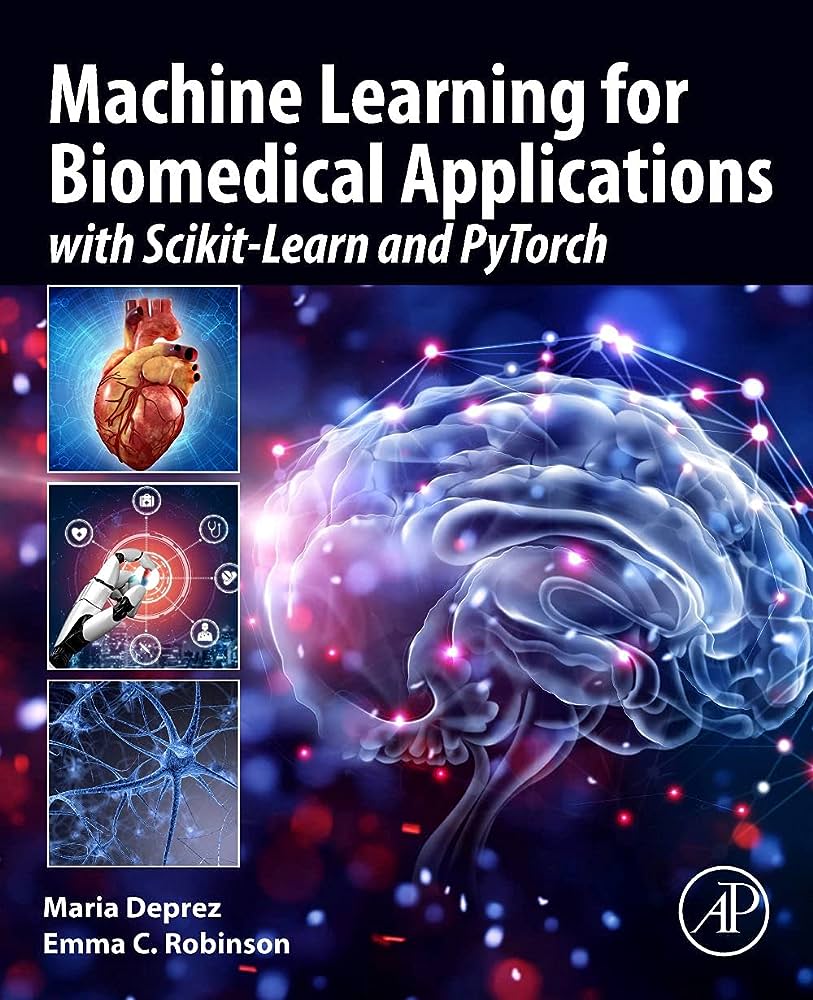 Machine Learning for
Biomedical Applications
with Scikit-Learn and PyTorch
Maria Deprez
Emma C. Robinson
AP